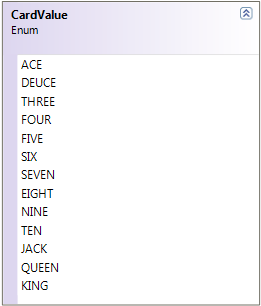 CardValue
Enum
ACE
DEUCE
THREE
FOUR
FIVE
SIX
SEVEN
EIGHT
NINE
TEN
JACK
QUEEN
KING